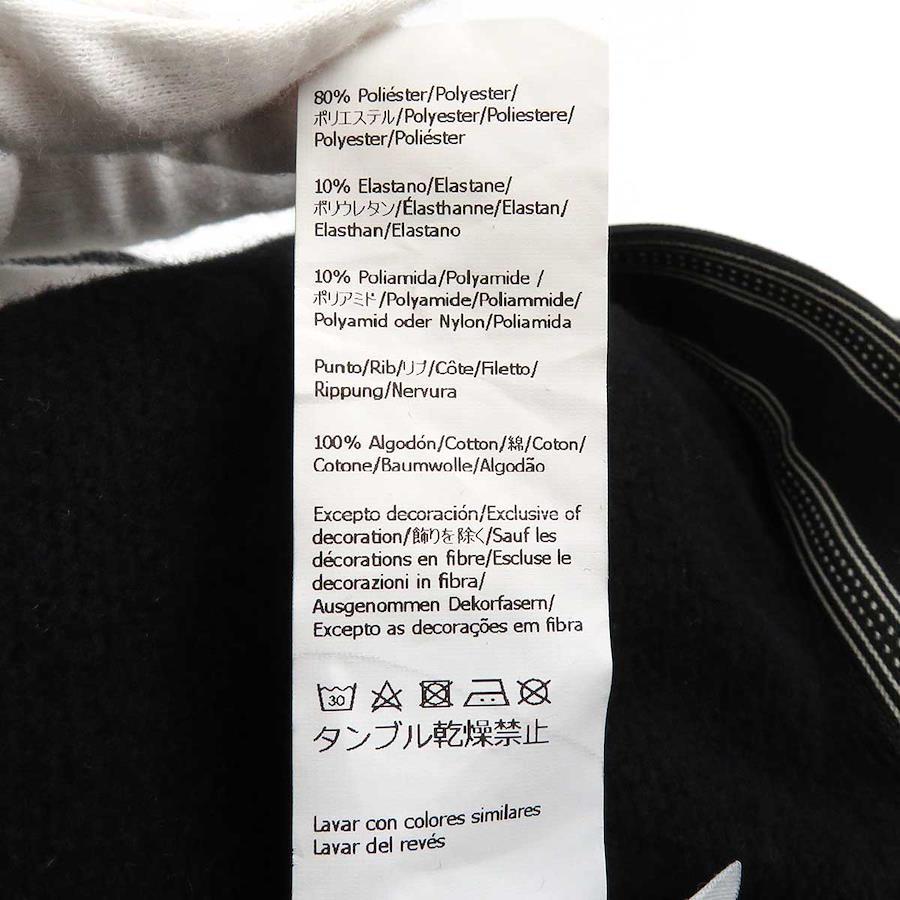 80% Poliéster/Polyester/
ポリエステル/Polyester/Poliestere/
Polyester/Poliéster
10% Elastano/Elastane/
ポリウレタン/Élasthanne/Elastan/
Elasthan/Elastano
10% Poliamida/Polyamide /
ポリアミド/Polyamide/Poliammide/
Polyamid oder Nylon/Poliamida
Punto/Rib/リブ/Côte/Filetto/
Rippung/Nervura
100% Algodón/Cotton/綿/Coton/
Cotone/Baumwolle/Algodão
Excepto decoración/Exclusive of
decoration/飾りを除く/Sauf les
décorations en fibre/Escluse le
decorazioni in fibra/
Ausgenommen Dekorfasern/
Excepto as decorações em fibra
30
タンブル乾燥禁止
Lavar con colores similares
Lavar del revés